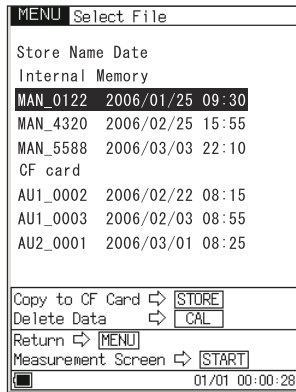 MENU Select File
Store Name Date
Internal Memory
MAN_0122 2006/01/25 09:30
MAN_4320 2006/02/25 15:55
MAN_5588 2006/03/03 22:10
CF card
AU1_0002 2006/02/22 08:15
AU1_0003 2006/02/03 08:55
AU2_0001 2006/03/01 08:25
Copy to CF Card ⇨ STORE
Delete Data ⇨ CAL
Return ⇨ MENU
Measurement Screen ⇨ START
01/01 00:00:28